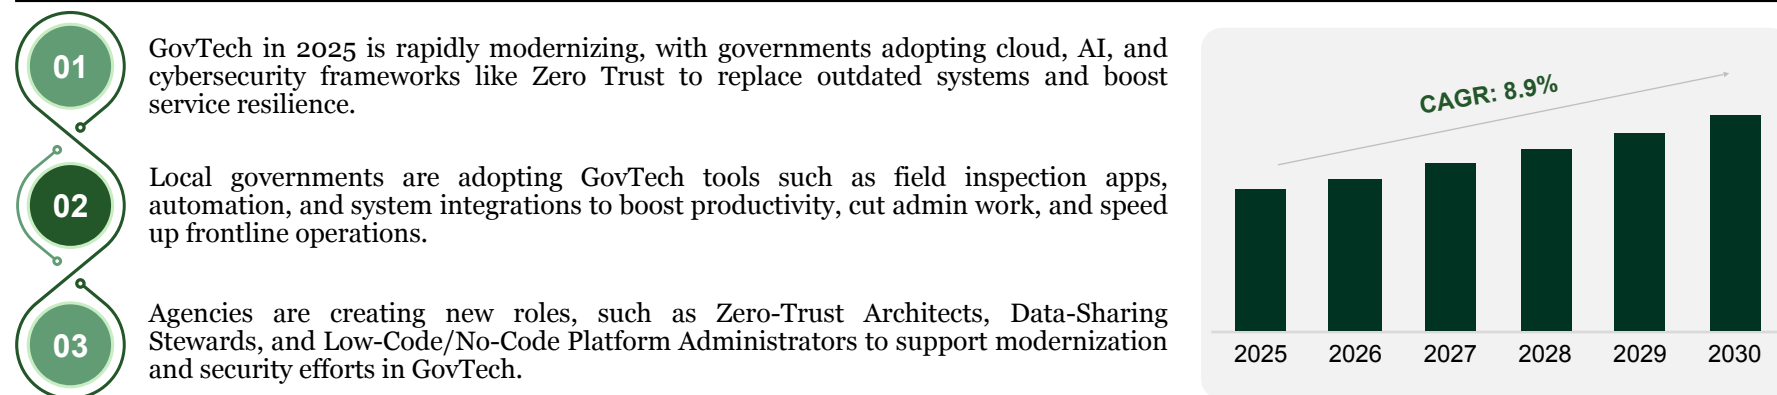 01
GovTech in 2025 is rapidly modernizing, with governments adopting cloud, AI, and
cybersecurity frameworks like Zero Trust to replace outdated systems and boost
service resilience.
02
Local governments are adopting GovTech tools such as field inspection apps,
automation, and system integrations to boost productivity, cut admin work, and speed
up frontline operations.
03
Agencies are creating new roles, such as Zero-Trust Architects, Data-Sharing
Stewards, and Low-Code/No-Code Platform Administrators to support modernization
and security efforts in GovTech.
CAGR: 8.9%
2025 2026 2027 2028 2029 2030